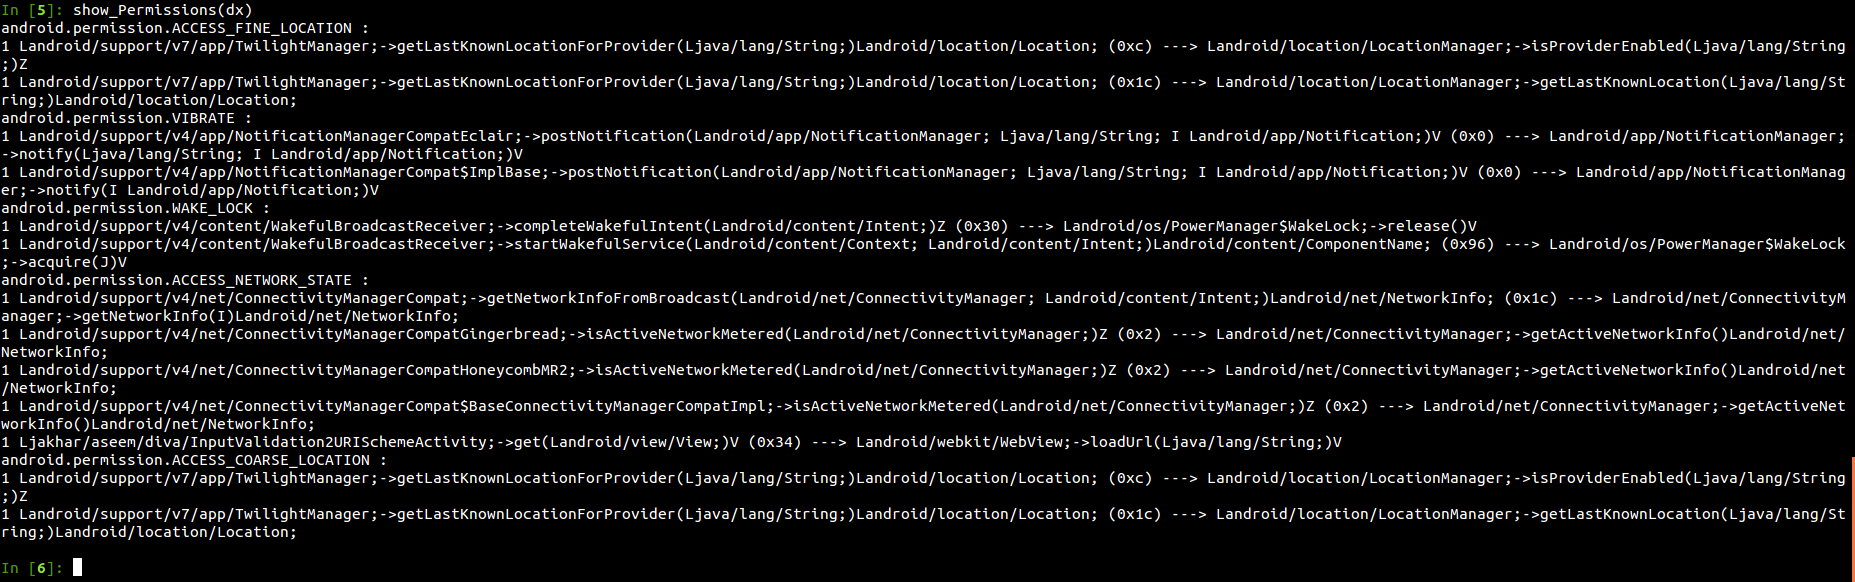 In [5]: show_Permissions(dx)
android.permission.ACCESS_FINE_LOCATION :
1 Landroid/support/v7/app/TwilightManager;->getLastKnownLocationForProvider(Ljava/lang/String;)Landroid/location/Location; (0xc) ---> Landroid/location/LocationManager;->isProviderEnabled(Ljava/lang/String
;)Z
1 Landroid/support/v7/app/TwilightManager;->getLastKnownLocationForProvider(Ljava/lang/String;)Landroid/location/Location; (0x1c) ---> Landroid/location/LocationManager;->getLastKnownLocation(Ljava/lang/St
ring;)Landroid/location/Location;
android.permission.VIBRATE :
1 Landroid/support/v4/app/NotificationManagerCompatEclair;->postNotification(Landroid/app/NotificationManager; Ljava/lang/String; I Landroid/app/Notification;)V (0x0) ---> Landroid/app/NotificationManager;
->notify(Ljava/lang/String; I Landroid/app/Notification;)V
1 Landroid/support/v4/app/NotificationManagerCompat$ImplBase;->postNotification(Landroid/app/NotificationManager; Ljava/lang/String; I Landroid/app/Notification;)V (0x0) ---> Landroid/app/NotificationManag
er;->notify(I Landroid/app/Notification;)V
android.permission.WAKE_LOCK :
1 Landroid/support/v4/content/WakefulBroadcastReceiver;->completeWakefulIntent(Landroid/content/Intent;)Z (0x30) ---> Landroid/os/PowerManager$WakeLock;->release()V
1 Landroid/support/v4/content/WakefulBroadcastReceiver;->startWakefulService(Landroid/content/Context; Landroid/content/Intent;)Landroid/content/ComponentName; (0x96) ---> Landroid/os/PowerManager$WakeLock
;->acquire(J)V
android.permission.ACCESS_NETWORK_STATE :
1 Landroid/support/v4/net/ConnectivityManagerCompat;->getNetworkInfoFromBroadcast(Landroid/net/ConnectivityManager; Landroid/content/Intent;)Landroid/net/NetworkInfo; (0x1c) ---> Landroid/net/ConnectivityM
anager;->getNetworkInfo(I)Landroid/net/NetworkInfo;
1 Landroid/support/v4/net/ConnectivityManagerCompatGingerbread;->isActiveNetworkMetered(Landroid/net/ConnectivityManager;)Z (0x2) ---> Landroid/net/ConnectivityManager;->getActiveNetworkInfo()Landroid/net/
NetworkInfo;
1 Landroid/support/v4/net/ConnectivityManagerCompatHoneycombMR2;->isActiveNetworkMetered(Landroid/net/ConnectivityManager;)Z (0x2) ---> Landroid/net/ConnectivityManager;->getActiveNetworkInfo()Landroid/net
/NetworkInfo;
1 Landroid/support/v4/net/ConnectivityManagerCompat$BaseConnectivityManagerCompatImpl;->isActiveNetworkMetered(Landroid/net/ConnectivityManager;)Z (0x2) ---> Landroid/net/ConnectivityManager;->getActiveNet
workInfo()Landroid/net/NetworkInfo;
1 Ljakhar/aseem/diva/InputValidation2URISchemeActivity;->get(Landroid/view/View;)V (0x34) ---> Landroid/webkit/WebView;->loadUrl(Ljava/lang/String;)V
android.permission.ACCESS_COARSE_LOCATION :
1 Landroid/support/v7/app/TwilightManager;->getLastKnownLocationForProvider(Ljava/lang/String;)Landroid/location/Location; (0xc) ---> Landroid/location/LocationManager;->isProviderEnabled(Ljava/lang/String
;)Z
1 Landroid/support/v7/app/TwilightManager;->getLastKnownLocationForProvider(Ljava/lang/String;)Landroid/location/Location; (0x1c) ---> Landroid/location/LocationManager;->getLastKnownLocation(Ljava/lang/St
ring;)Landroid/location/Location;
In [6]: